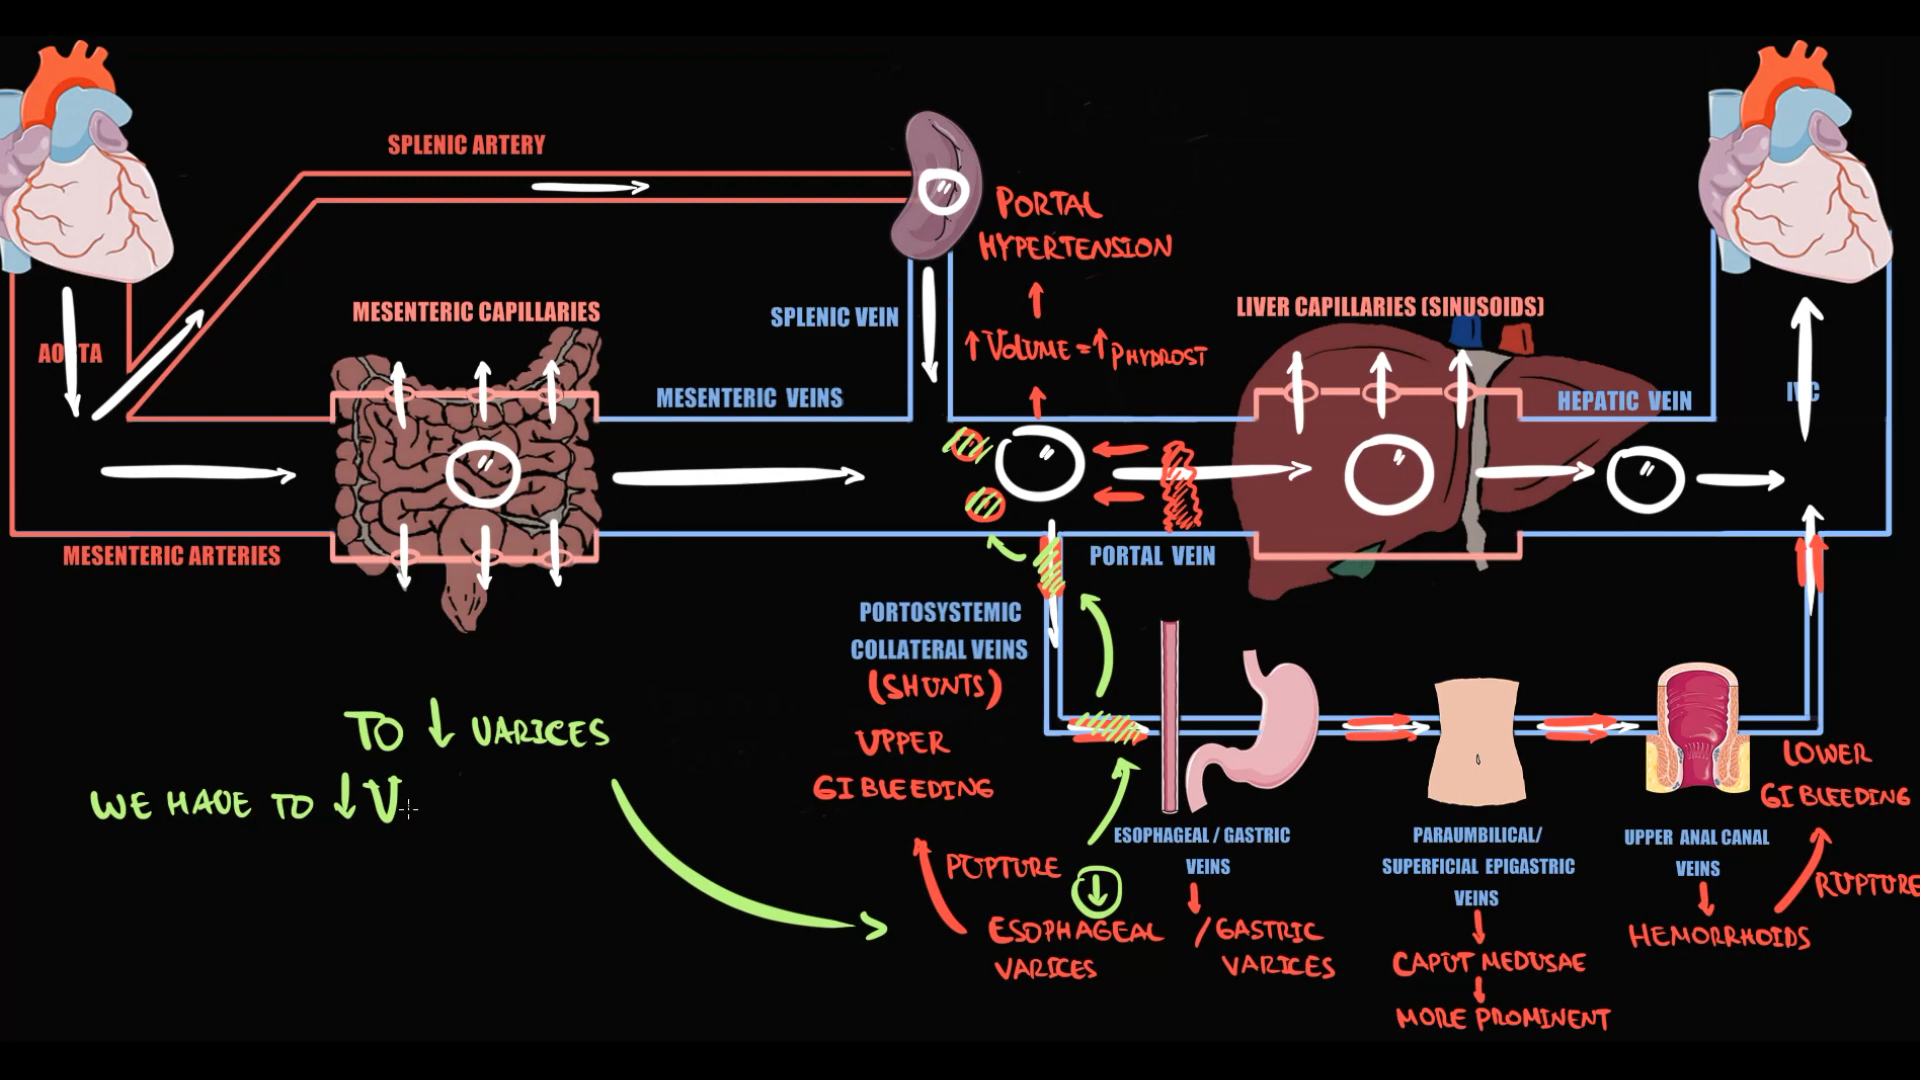 SPLENIC ARTERY
PORTAL
HYPERTENSION
MESENTERIC CAPILLARIES
SPLENIC VEIN
LIVER CAPILLARIES (SINUSOIDS)
AORTA
↑ VOLUME = ↑ PHYDROST
MESENTERIC VEINS
HEPATIC VEIN
IVC
MESENTERIC ARTERIES
PORTAL VEIN
PORTOSYSTEMIC
COLLATERAL VEINS
(SHUNTS)
TO ↓ VARICES
WE HAVE TO ↓ V
UPPER
GI BLEEDING
LOWER
GI BLEEDING
ESOPHAGEAL / GASTRIC
VEINS
PARAUMBILICAL/
SUPERFICIAL EPIGASTRIC
VEINS
UPPER ANAL CANAL
VEINS
RUPTURE
RUPTURE
↓
ESOPHAGEAL / GASTRIC
VARICES VARICES
CAPUT MEDUSAE
MORE PROMINENT
HEMORRHOIDS